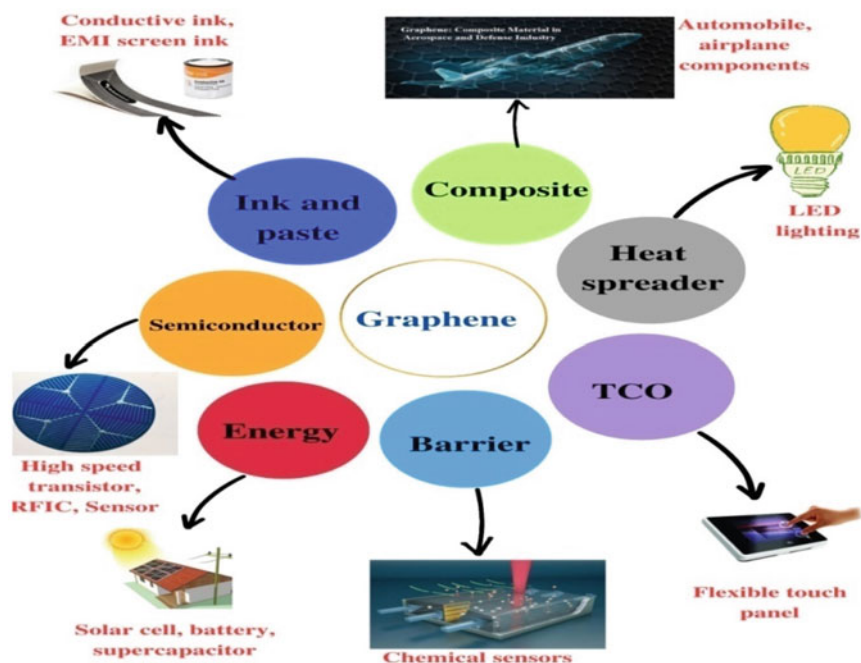 Conductive ink,
EMI screen ink
Graphene: Composite Material in
Aerospace and Defense Industry
Automobile,
airplane
components
Ink and
paste
Composite
LED
LED
lighting
Heat
spreader
Semiconductor
Graphene
TCO
Energy
Barrier
High speed
transistor,
RFIC, Sensor
Flexible touch
panel
Solar cell, battery,
supercapacitor
Chemical sensors